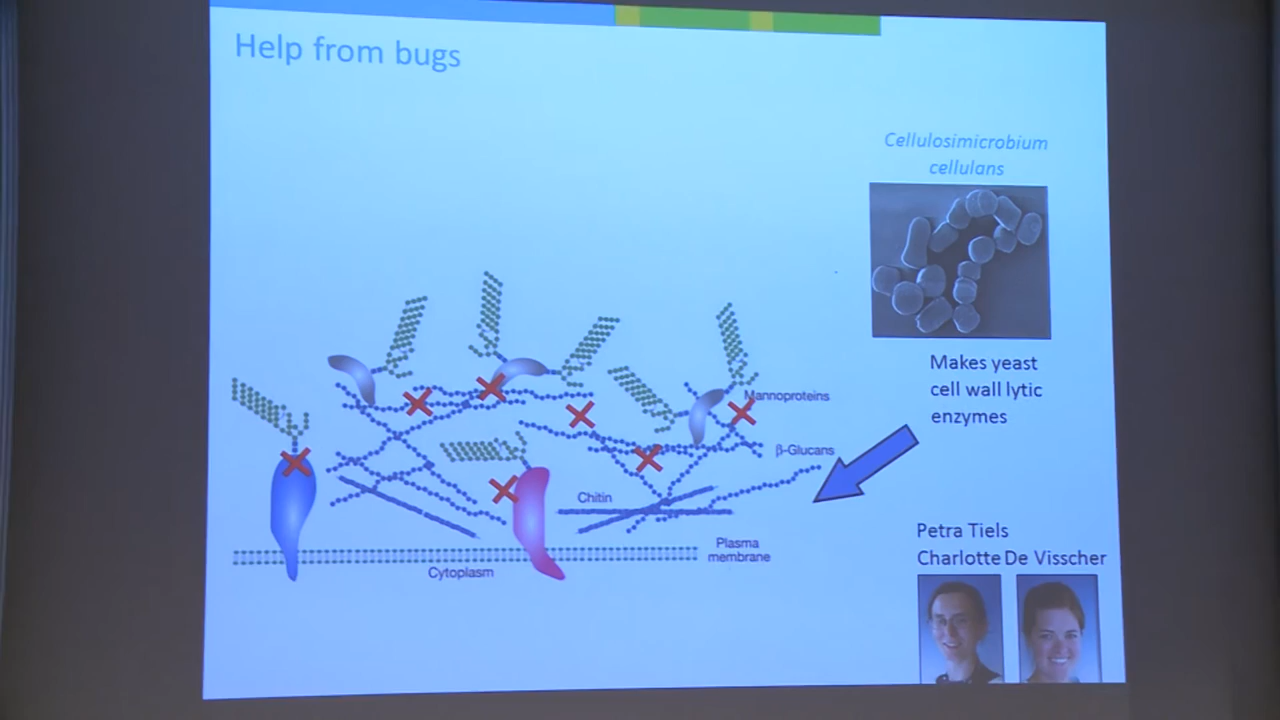 Help from bugs
Cellulosimicrobium
cellulans
Makes yeast
cell wall lytic
enzymes
Mannoproteins
β-Glucans
Chitin
Plasma
membrane
Cytoplasm
Petra Tiels
Charlotte De Visscher